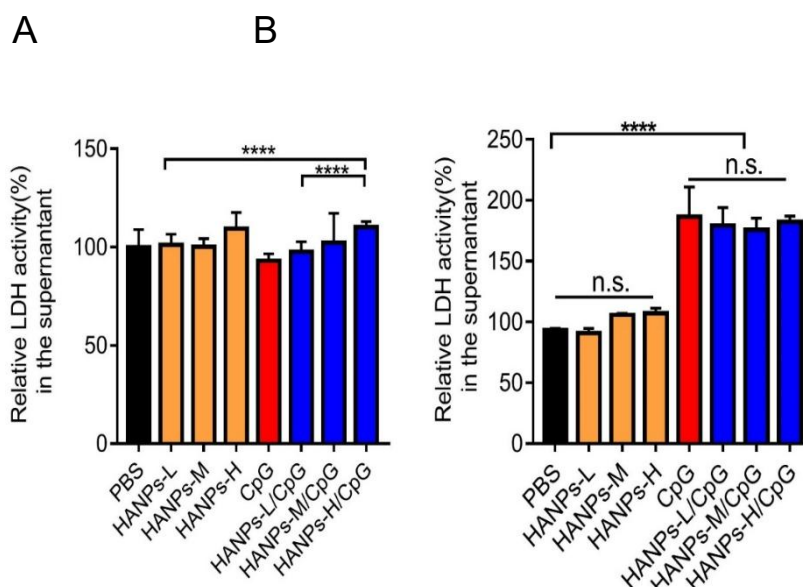 A
B
Relative LDH activity(%)
in the supernantant
150
100
50
0
****
****
PBS
HANPs-L
HANPs-M
HANPs-H
CpG
HANPs-L/CpG
HANPs-M/CpG
HANPs-H/CpG
Relative LDH activity(%)
in the supernantant
250
200
150
100
50
0
****
n.s.
n.s.
PBS
HANPs-L
HANPs-M
HANPs-H
CpG
HANPs-L/CpG
HANPs-M/CpG
HANPs-H/CpG